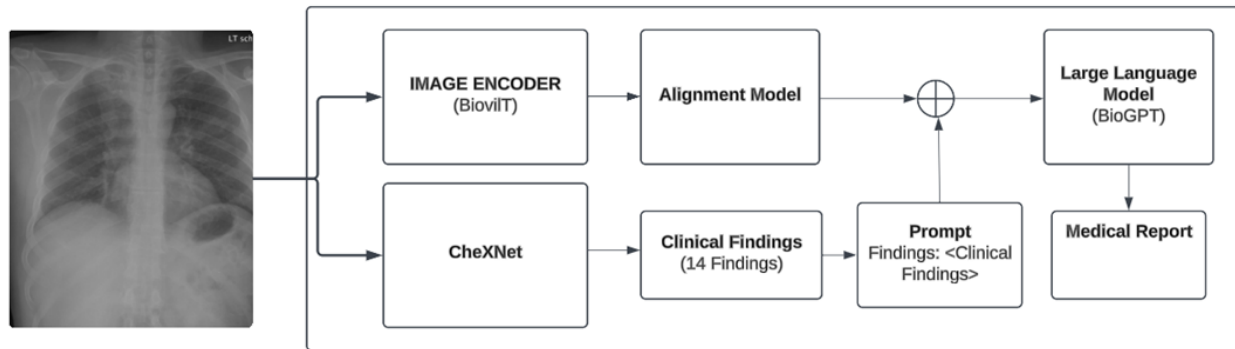 LT sch
IMAGE ENCODER
(BiovilT)
Alignment Model
Large Language
Model
(BioGPT)
CheXNet
Clinical Findings
(14 Findings)
Prompt
Findings: <Clinical
Findings>
Medical Report